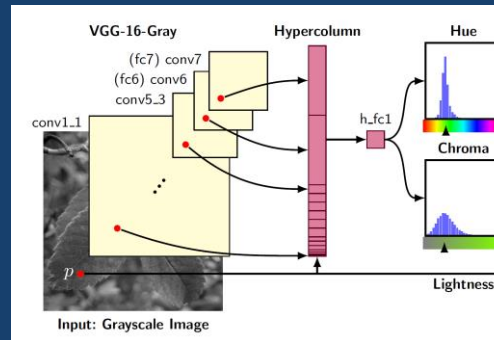 VGG-16-Gray
Hypercolumn
Hue
(fc7) conv7
(fc6) conv6
conv5_3
conv1_1
h_fc1
Chroma
p
Lightness
Input: Grayscale Image